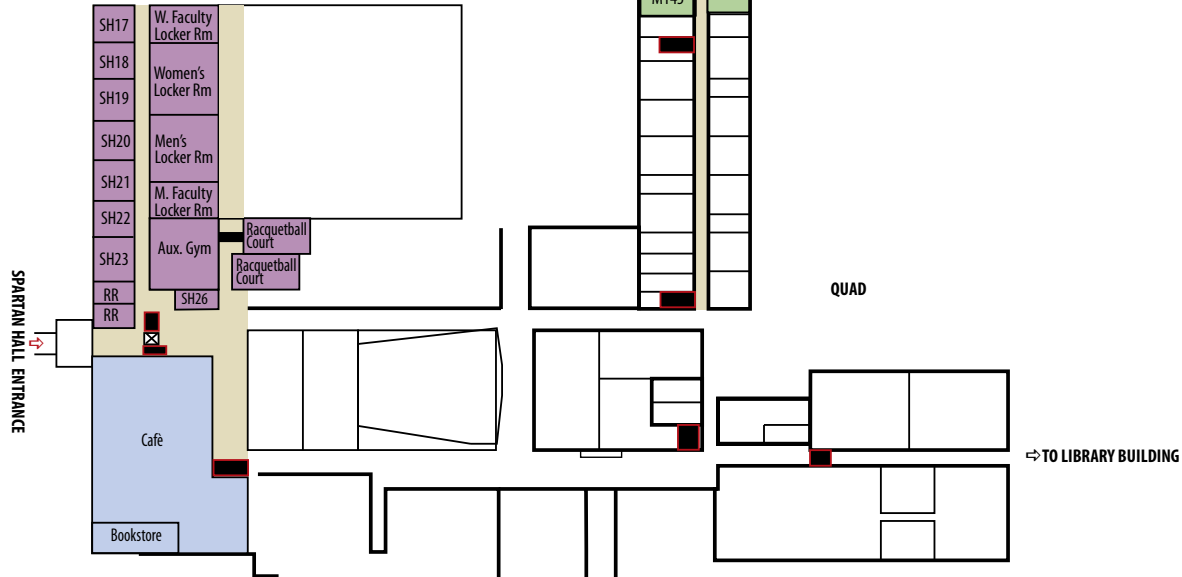 M143
SH17
W. Faculty
Locker Rm
SH18
Women's
Locker Rm
SH19
SH20
Men's
Locker Rm
SH21
M. Faculty
Locker Rm
SH22
Aux. Gym
Racquetball
Court
SH23
Racquetball
Court
RR
SH26
RR
QUAD
SPARTAN HALL ENTRANCE
Cafè
TO LIBRARY BUILDING
Bookstore